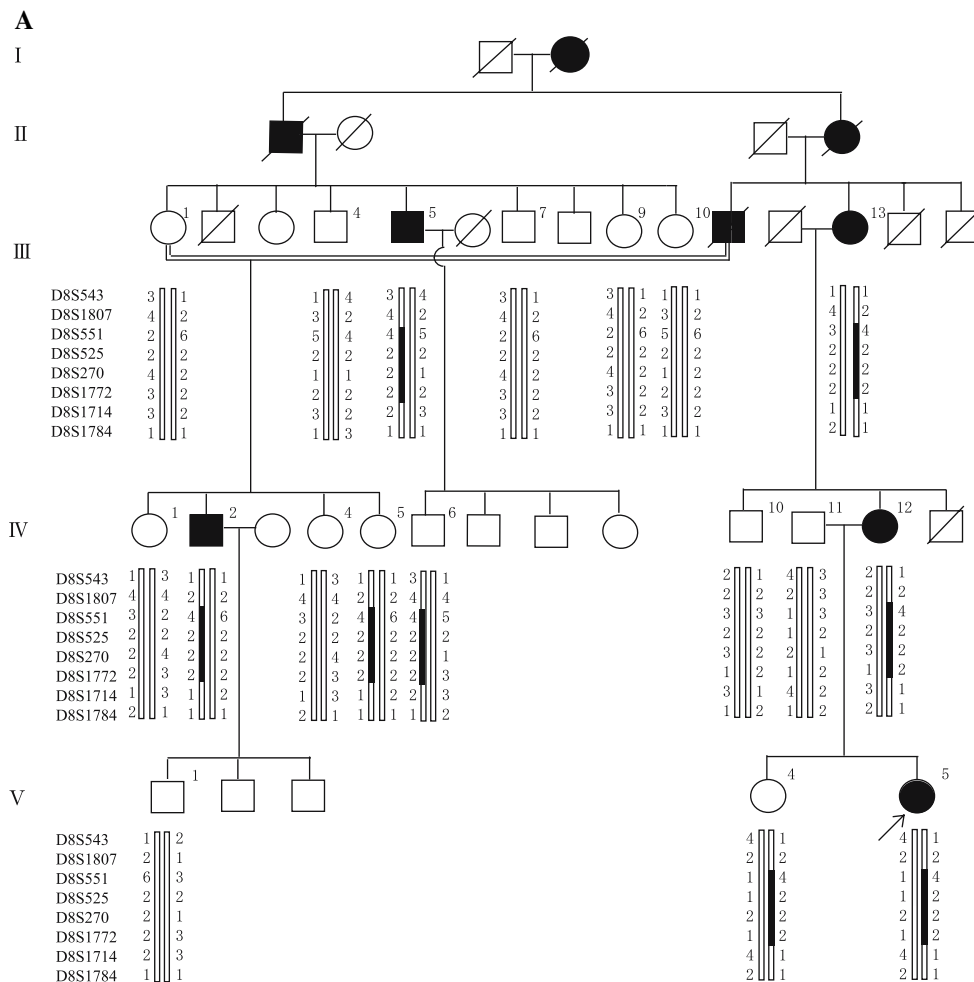 A
I
II
1 4 5 7 9 10 13
III
D8S543 3 1 1 4 3 4 3 1 3 1 1 1 1 1
D8S1807 4 2 3 2 4 2 4 2 4 2 3 2 4 2
D8S551 2 6 5 4 4 5 2 6 2 6 5 6 3 4
D8S525 2 2 2 2 2 2 2 2 2 2 2 2 2 2
D8S270 4 2 1 1 2 1 4 2 4 2 1 2 2 2
D8S1772 3 2 2 2 2 2 3 2 3 2 2 2 2 2
D8S1714 3 2 3 2 2 3 3 2 3 2 3 2 1 1
D8S1784 1 1 1 3 1 1 1 1 1 1 1 1 2 1
1 2 4 5 6 10 11 12
IV
D8S543 1 3 1 1 1 3 1 1 3 1 2 1 4 3 2 1
D8S1807 4 4 2 2 4 4 2 2 4 4 2 4 2 2 2 2
D8S551 3 2 4 6 3 2 4 6 4 5 3 3 1 3 3 4
D8S525 2 2 2 2 2 2 2 2 2 2 2 2 1 2 2 2
D8S270 2 4 2 2 2 4 2 2 2 2 3 2 2 1 3 2
D8S1772 2 3 2 2 2 3 2 2 2 3 1 2 1 2 1 2
D8S1714 1 3 1 2 1 3 1 2 2 3 3 1 4 2 3 1
D8S1784 2 1 1 1 2 1 1 1 1 1 1 2 1 2 1 2
1 4 5
V
D8S543 1 2 4 1 4 1
D8S1807 2 1 2 2 2 2
D8S551 6 3 1 4 1 4
D8S525 2 2 1 2 1 2
D8S270 2 1 2 2 2 2
D8S1772 2 3 1 2 1 2
D8S1714 2 3 4 1 4 1
D8S1784 1 1 2 1 2 1